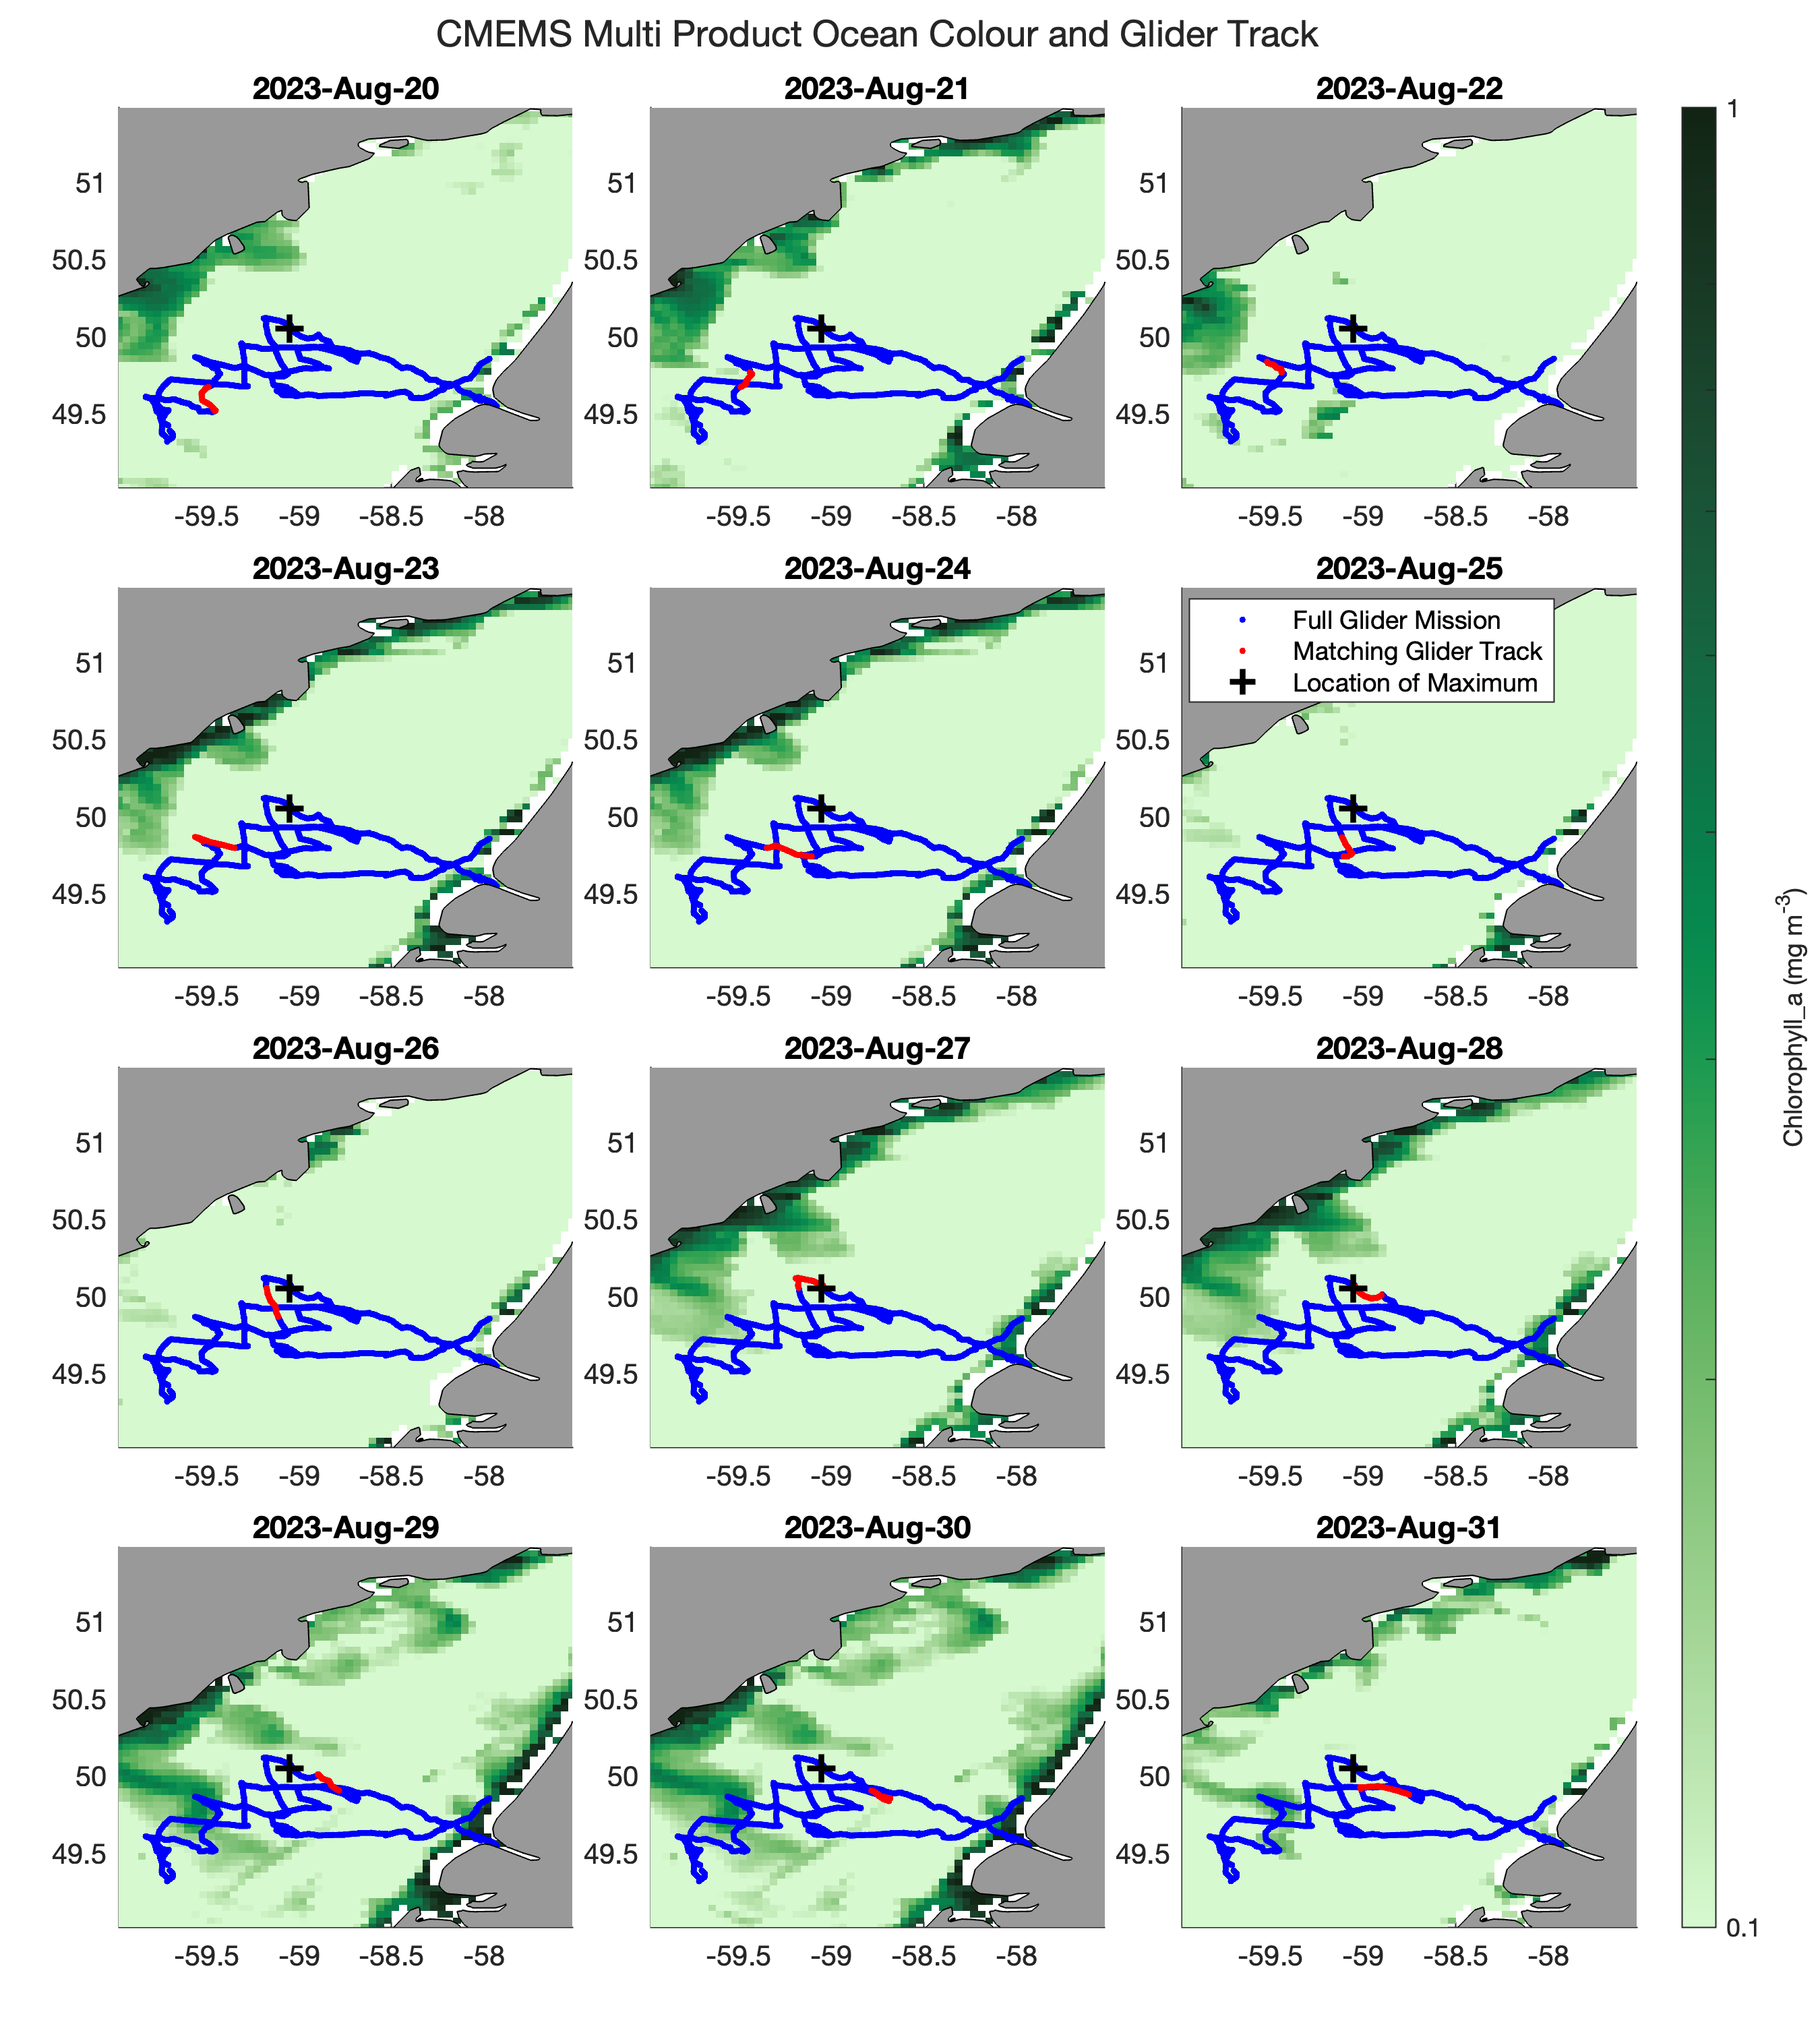 CMEMS Multi Product Ocean Colour and Glider Track
2023-Aug-20 2023-Aug-21 2023-Aug-22
51 51 51
50.5 50.5 50.5
50 50 50
49.5 49.5 49.5
-59.5 -59 -58.5 -58 -59.5 -59 -58.5 -58 -59.5 -59 -58.5 -58
2023-Aug-23 2023-Aug-24 2023-Aug-25
Full Glider Mission
Matching Glider Track
Location of Maximum
51 51 51
50.5 50.5 50.5
50 50 50
49.5 49.5 49.5
-59.5 -59 -58.5 -58 -59.5 -59 -58.5 -58 -59.5 -59 -58.5 -58
2023-Aug-26 2023-Aug-27 2023-Aug-28
51 51 51
50.5 50.5 50.5
50 50 50
49.5 49.5 49.5
-59.5 -59 -58.5 -58 -59.5 -59 -58.5 -58 -59.5 -59 -58.5 -58
2023-Aug-29 2023-Aug-30 2023-Aug-31
51 51 51
50.5 50.5 50.5
50 50 50
49.5 49.5 49.5
-59.5 -59 -58.5 -58 -59.5 -59 -58.5 -58 -59.5 -59 -58.5 -58
1
Chlorophyll_a (mg m⁻³)
0.1